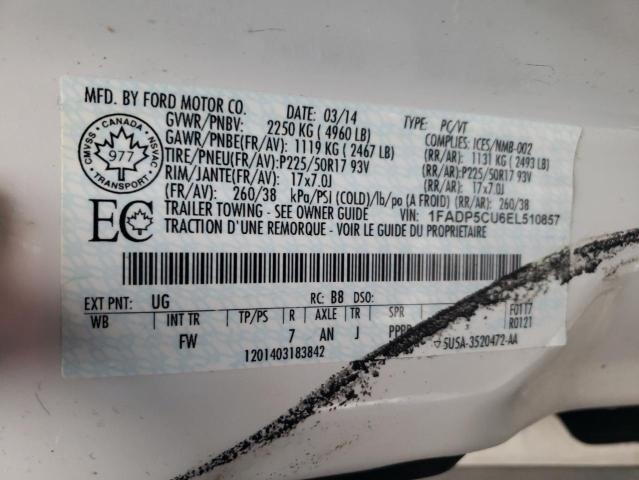 MFD. BY FORD MOTOR CO. DATE: 03/14 TYPE: PC/VT
GVWR/PNBV: 2250 KG ( 4960 LB) COMPLIES: ICES/NMB-002
GAWR/PNBE(FR/AV): 1119 KG ( 2467 LB) (RR/AR): 1131 KG ( 2493 LB)
TIRE/PNEU(FR/AV):P225/50R17 93V (RR/AR):P225/50R17 93V
RIM/JANTE(FR/AV): 17x7.0J (RR/AR): 17x7.0J
(FR/AV): 260/38 kPa/PSI (COLD)/lb/po (A FROID) (RR/AR): 260/38
TRAILER TOWING - SEE OWNER GUIDE VIN: 1FADP5CU6EL510857
TRACTION D'UNE REMORQUE - VOIR LE GUIDE DU PROPRIETAIRE
CANADA
CMVSS
NSVAC
977
TRANSPORT
EC
EXT PNT: UG RC: B8 DSO:
WB INT TR TP/PS R AXLE TR SPR F0117
FW 7 AN J R0121
1201403183842
5USA-3520472-AA